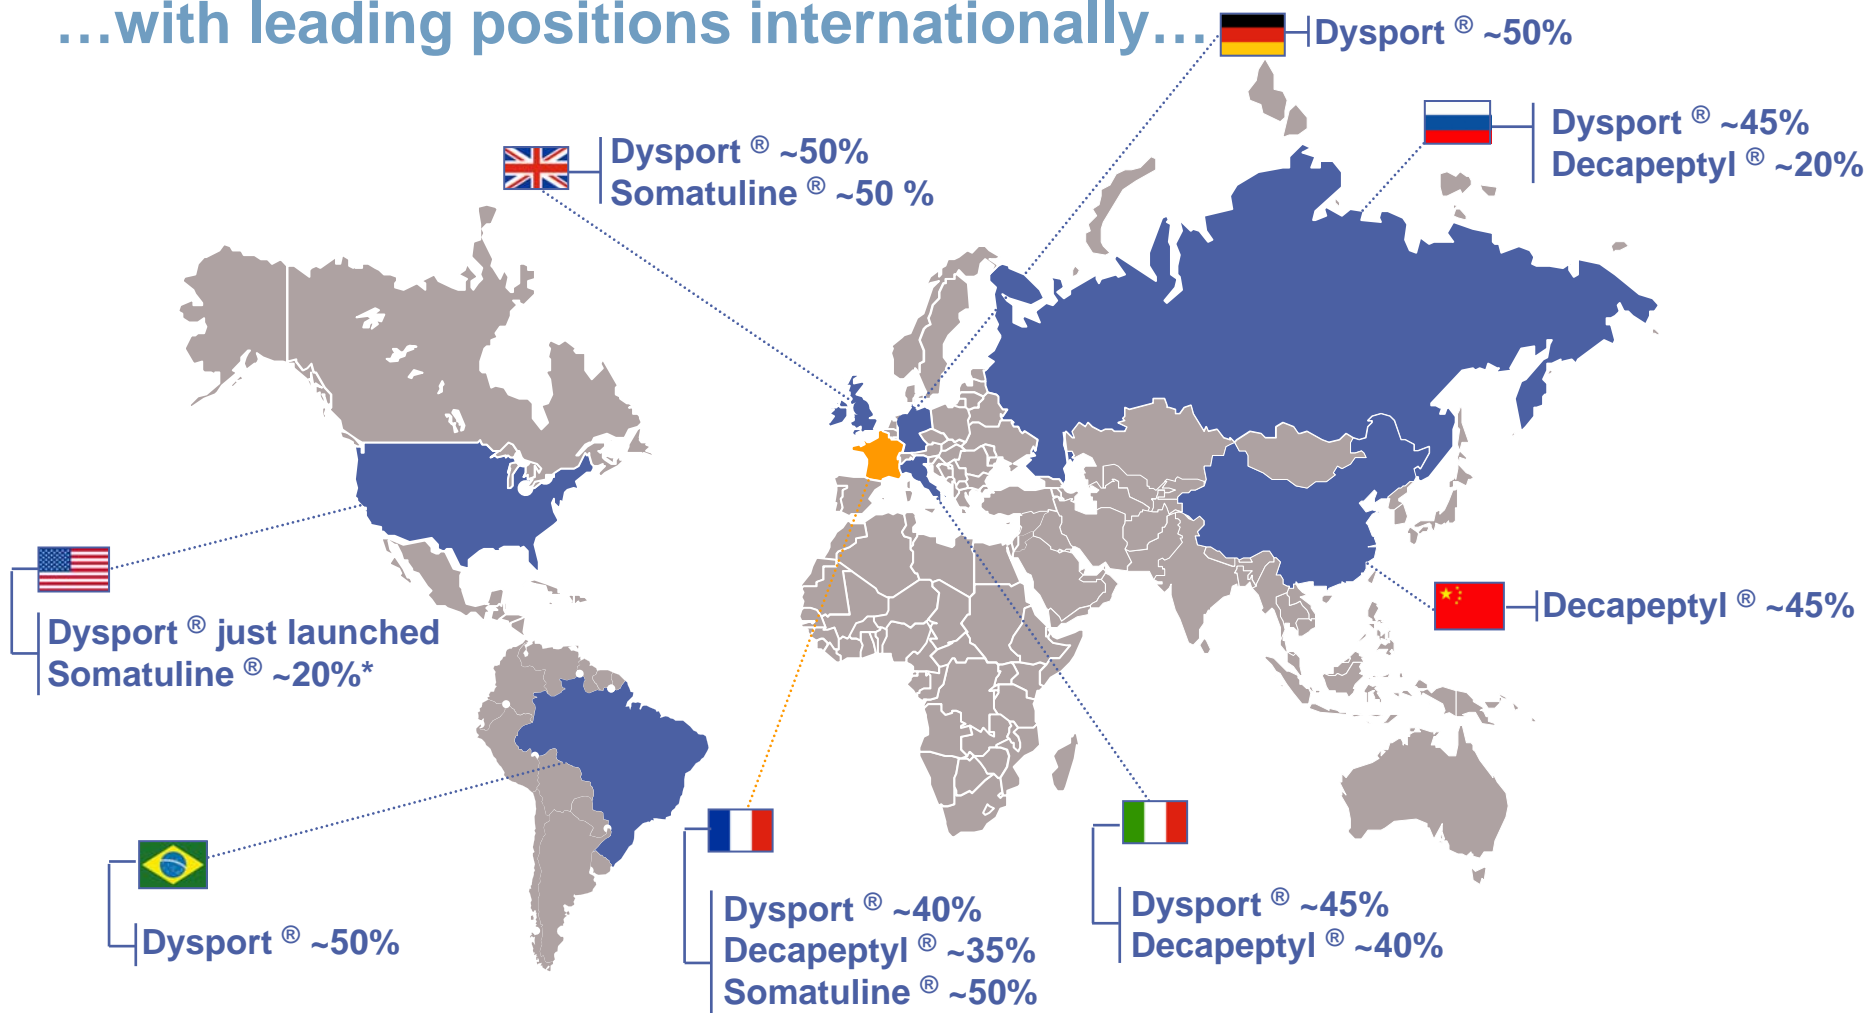 ...with leading positions internationally...
Dysport ® ~50%
Dysport ® ~45%
Decapeptyl ® ~20%
Dysport ® ~50%
Somatuline ® ~50 %
Dysport ® just launched
Somatuline ® ~20%*
Decapeptyl ® ~45%
Dysport ® ~50%
Dysport ® ~40%
Decapeptyl ® ~35%
Somatuline ® ~50%
Dysport ® ~45%
Decapeptyl ® ~40%